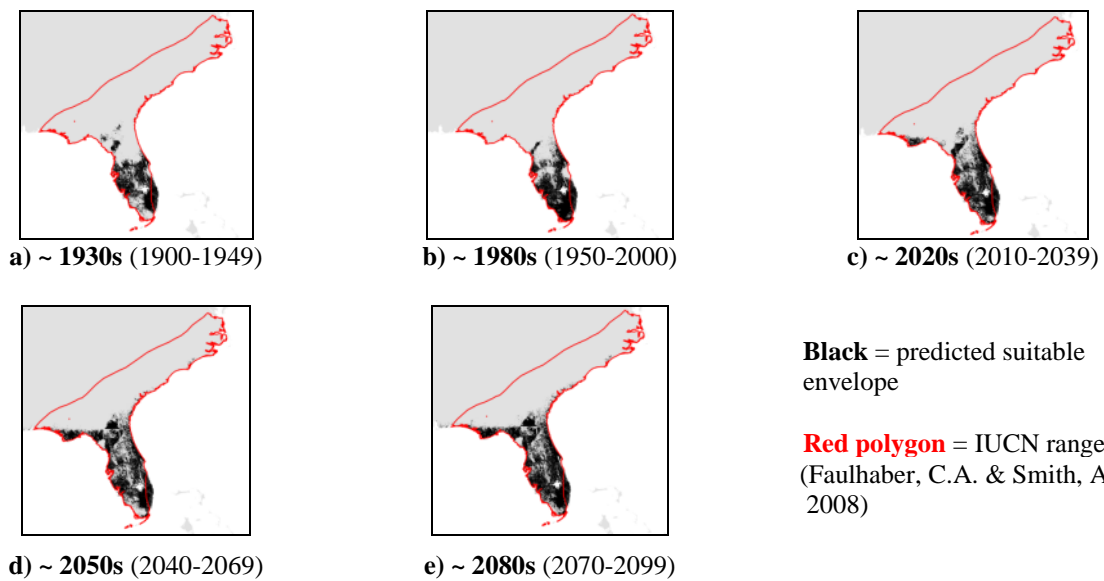 a) ~ 1930s (1900-1949)
b) ~ 1980s (1950-2000)
c) ~ 2020s (2010-2039)
d) ~ 2050s (2040-2069)
e) ~ 2080s (2070-2099)
Black = predicted suitable
envelope
Red polygon = IUCN range
(Faulhaber, C.A. & Smith, A
2008)